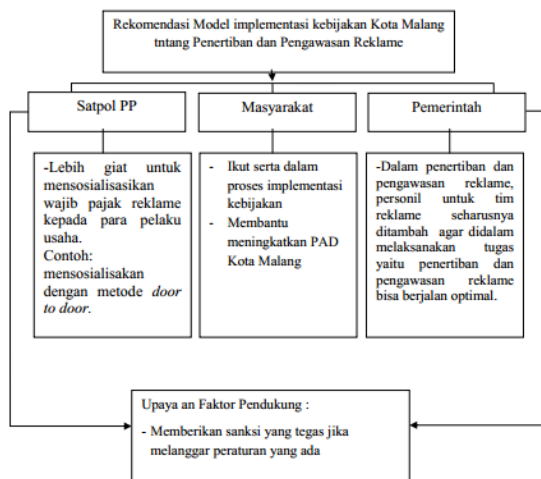 Rekomendasi Model implementasi kebijakan Kota Malang
tntang Penertiban dan Pengawasan Reklame
Satpol PP
Masyarakat
Pemerintah
-Lebih giat untuk
mensosialisasikan
wajib pajak reklame
kepada para pelaku
usaha.
Contoh:
mensosialisakan
dengan metode door
to door.
- Ikut serta dalam
proses implementasi
kebijakan
- Membantu
meningkatkan PAD
Kota Malang
-Dalam penertiban dan
pengawasan reklame,
personil untuk tim
reklame seharusnya
ditambah agar didalam
melaksanakan tugas
yaitu penertiban dan
pengawasan reklame
bisa berjalan optimal.
Upaya an Faktor Pendukung :
- Memberikan sanksi yang tegas jika
melanggar peraturan yang ada